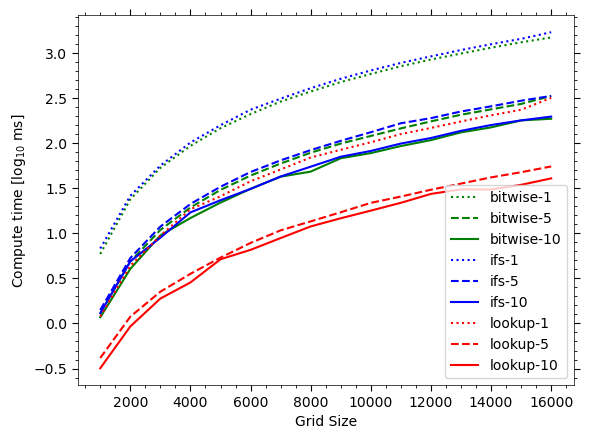 3.0
2.5
2.0
1.5
1.0
0.5
0.0
−0.5
Compute time [log₁₀ ms]
2000 4000 6000 8000 10000 12000 14000 16000
Grid Size
bitwise-1
bitwise-5
bitwise-10
ifs-1
ifs-5
ifs-10
lookup-1
lookup-5
lookup-10